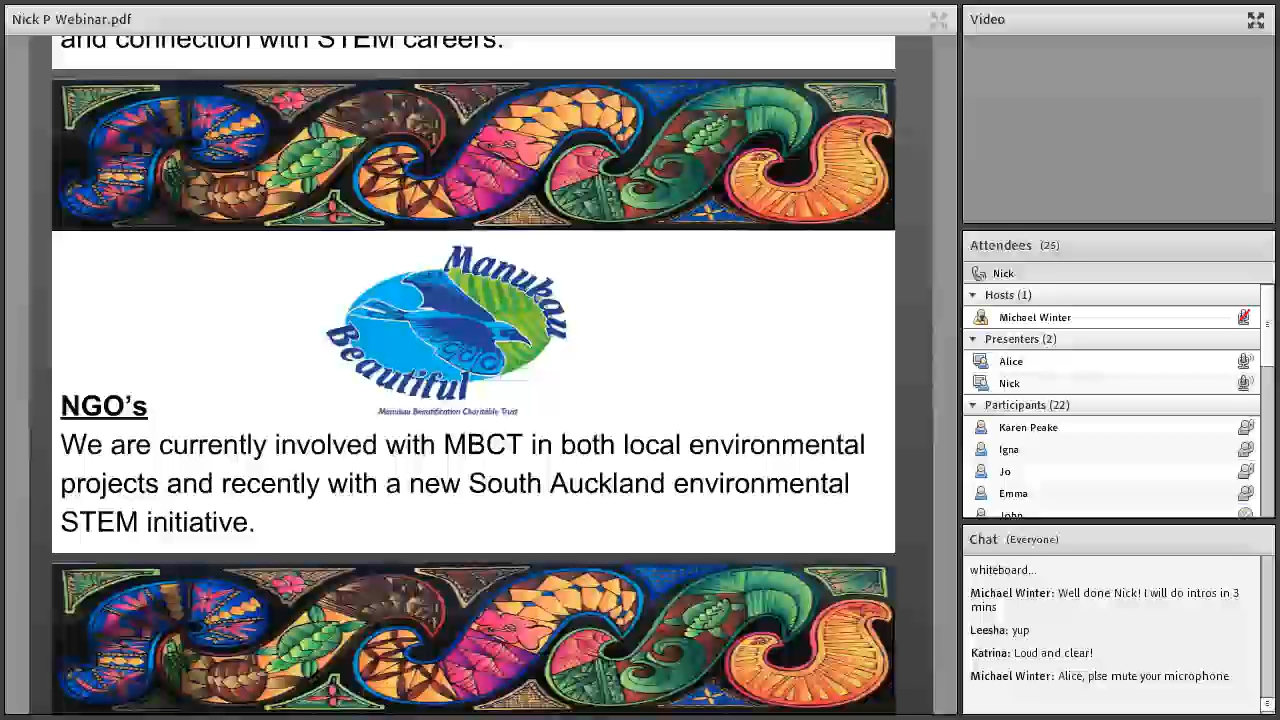 Nick P Webinar.pdf
and connection with STEM careers.
Manukau
Beautiful
Manukau Beautification Charitable Trust
NGO’s
We are currently involved with MBCT in both local environmental
projects and recently with a new South Auckland environmental
STEM initiative.
Video
Attendees (25)
Nick
Hosts (1)
Michael Winter
Presenters (2)
Alice
Nick
Participants (22)
Karen Peake
Igna
Jo
Emma
John
Chat (Everyone)
whiteboard...
Michael Winter: Well done Nick! I will do intros in 3
mins
Leesha: yup
Katrina: Loud and clear!
Michael Winter: Alice, plse mute your microphone